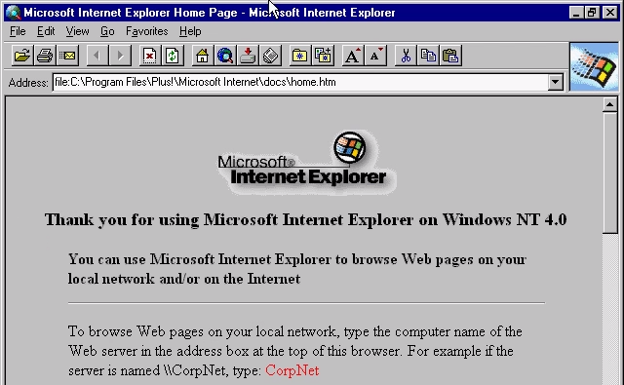 Microsoft Internet Explorer Home Page - Microsoft Internet Explorer
File Edit View Go Favorites Help
A A
Address: file:C:\Program Files\Plus!\Microsoft Internet\docs\home.htm
Microsoft®
Internet Explorer
Thank you for using Microsoft Internet Explorer on Windows NT 4.0
You can use Microsoft Internet Explorer to browse Web pages on your
local network and/or on the Internet
To browse Web pages on your local network, type the computer name of the
Web server in the address box at the top of this browser. For example if the
server is named \\CorpNet, type: CorpNet